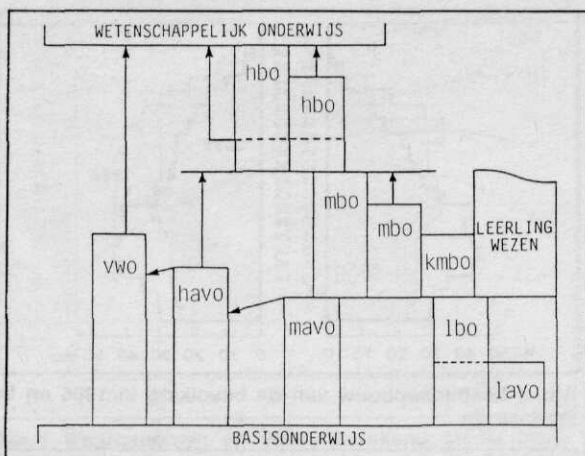 WETENSCHAPPELIJK ONDERWIJS
hbo
hbo
mbo
mbo
LEERLING
WEZEN
vwo
kmbo
havo
mavo
lbo
lavo
BASISONDERWIJS